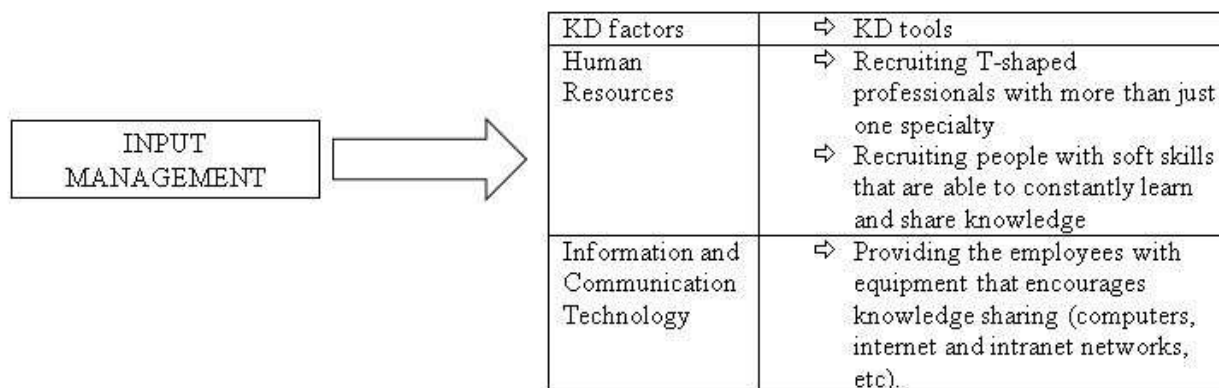 INPUT
MANAGEMENT
KD factors
⇨ KD tools
Human
Resources
⇨ Recruiting T-shaped
professionals with more than just
one specialty
⇨ Recruiting people with soft skills
that are able to constantly learn
and share knowledge
Information and
Communication
Technology
⇨ Providing the employees with
equipment that encourages
knowledge sharing (computers,
internet and intranet networks,
etc).